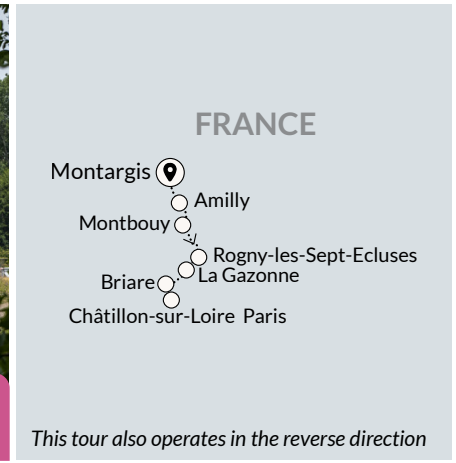 FRANCE
Montargis
Amilly
Montbouy
Rogny-les-Sept-Ecluses
La Gazonne
Briare
Châtillon-sur-Loire Paris
This tour also operates in the reverse direction